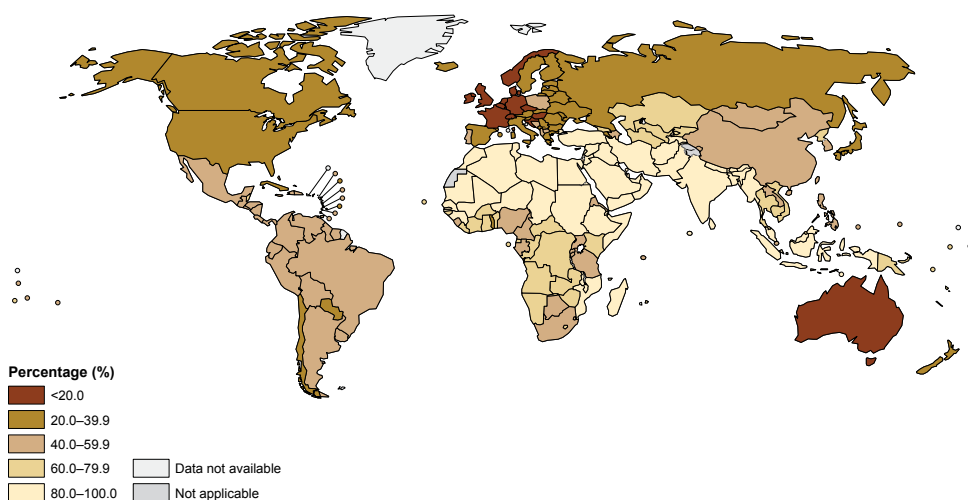 Percentage (%)
<20.0
20.0–39.9
40.0–59.9
60.0–79.9
80.0–100.0
Data not available
Not applicable